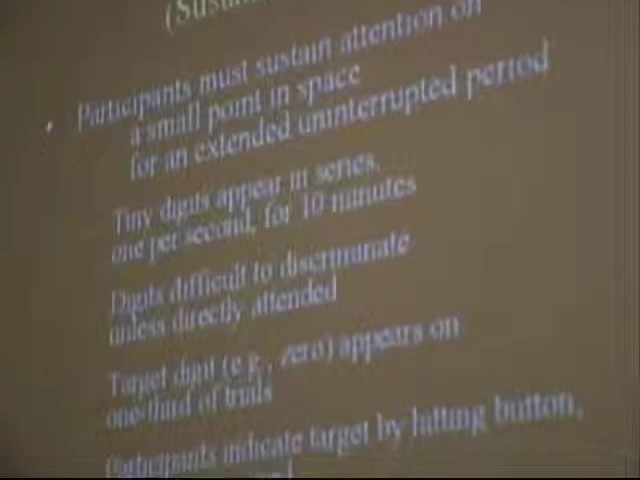 • Participants must sustain attention on
a small point in space
for an extended uninterrupted period
Tiny digits appear in series,
one per second, for 10 minutes
Digits difficult to discriminate
unless directly attended
Target digit (e.g., zero) appears on
one-third of trials
Participants indicate target by hitting button,